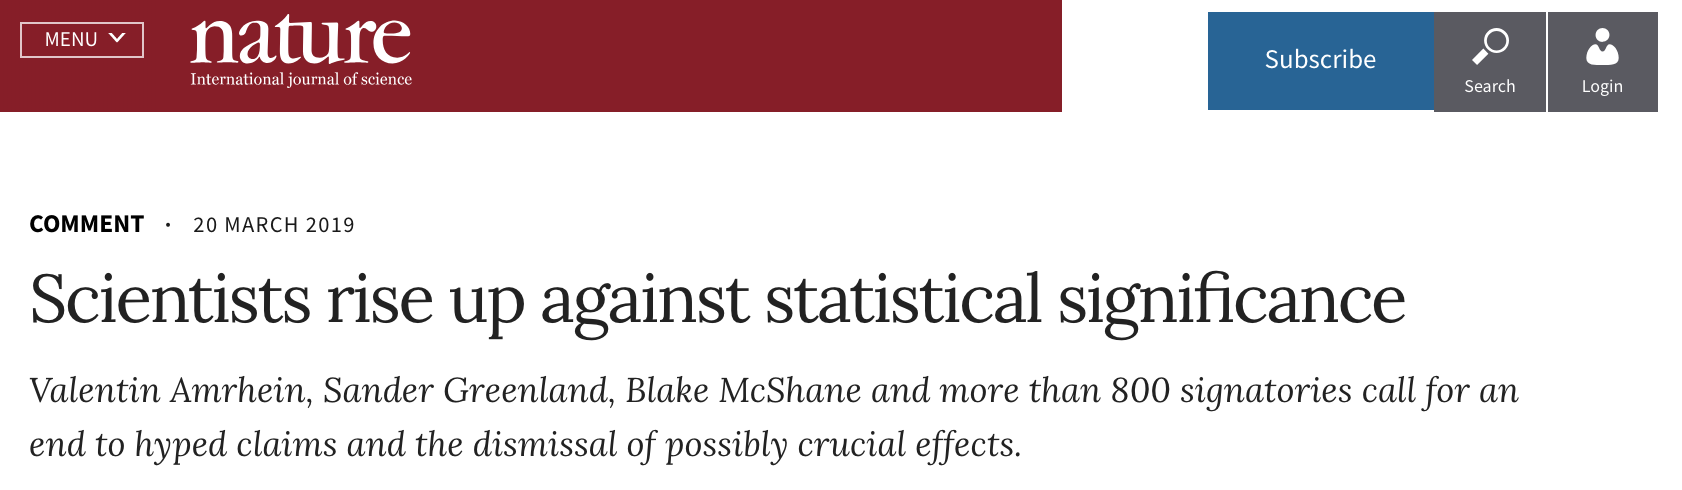 MENU
nature
International journal of science
Subscribe
Search
Login
COMMENT · 20 MARCH 2019
Scientists rise up against statistical significance
Valentin Amrhein, Sander Greenland, Blake McShane and more than 800 signatories call for an
end to hyped claims and the dismissal of possibly crucial effects.